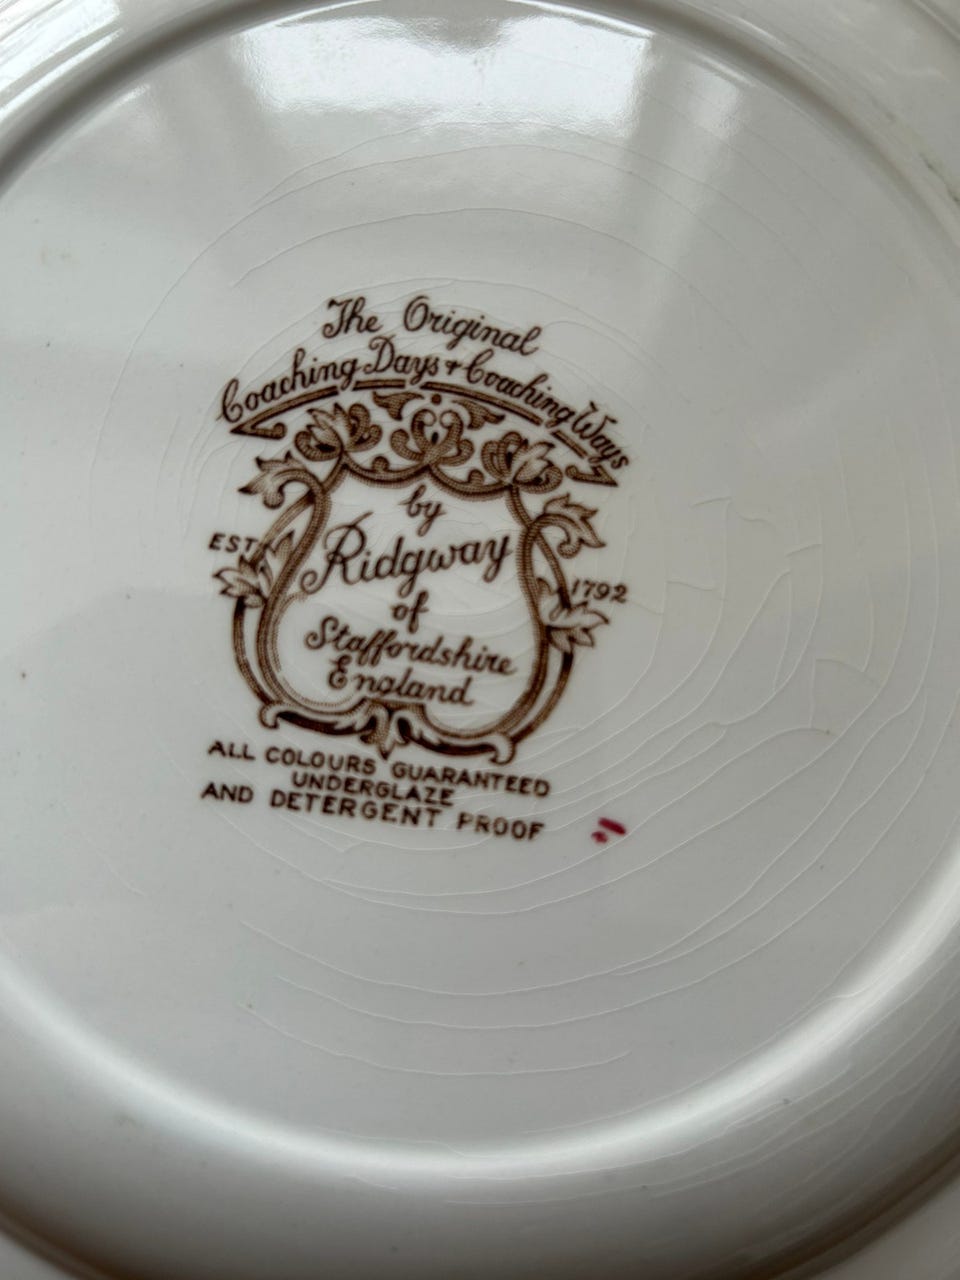 The Original
Coaching Days & Coaching Ways
by
EST.
Ridgway
1792
of
Staffordshire
England
ALL COLOURS GUARANTEED
UNDERGLAZE
AND DETERGENT PROOF